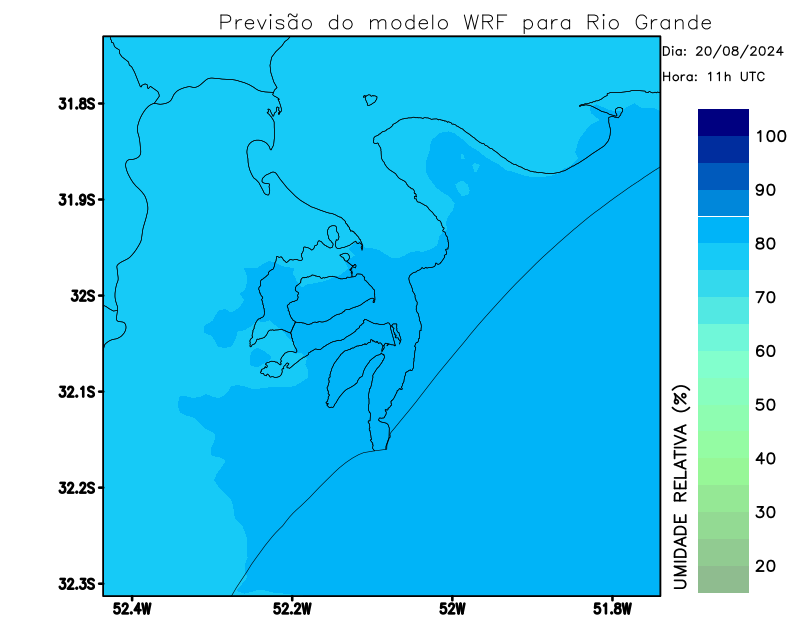 Previsão do modelo WRF para Rio Grande
Dia: 20/08/2024
Hora: 11h UTC
31.8S
31.9S
32S
32.1S
32.2S
32.3S
52.4W
52.2W
52W
51.8W
100
90
80
70
60
50
40
30
20
UMIDADE RELATIVA (%)